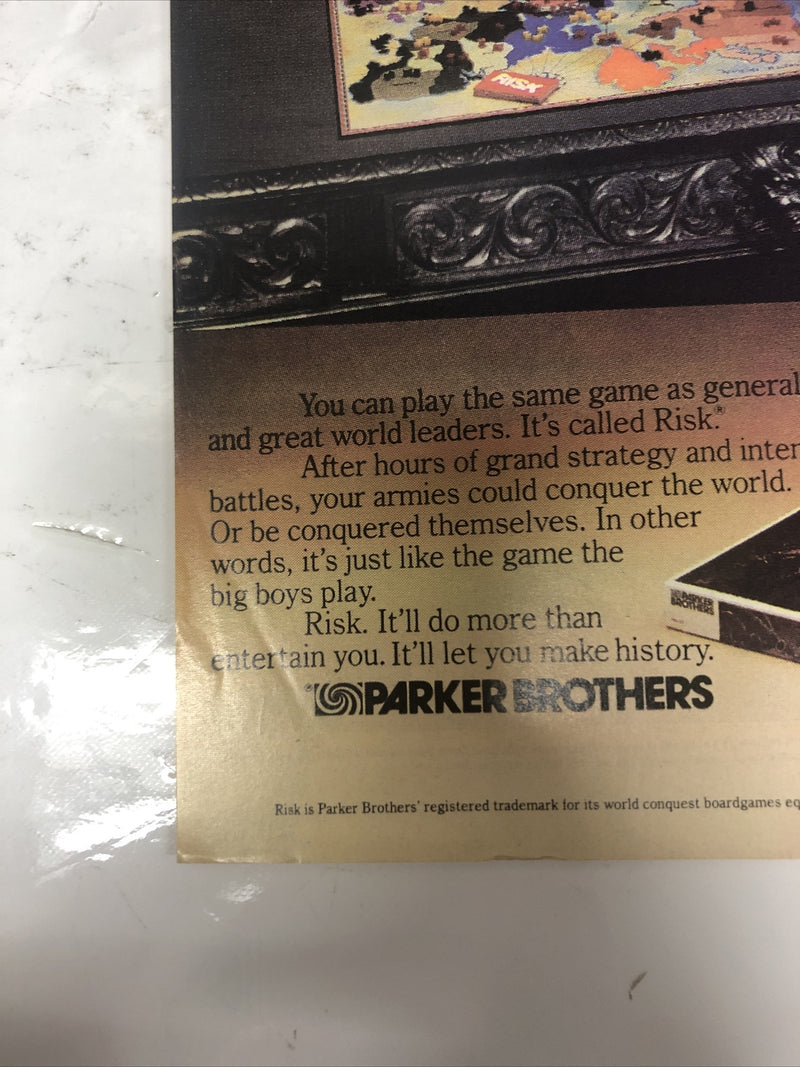 RISK
You can play the same game as general
and great world leaders. It's called Risk.®
After hours of grand strategy and inter
battles, your armies could conquer the world.
Or be conquered themselves. In other
words, it's just like the game the
big boys play.
PARKER BROTHERS
Risk. It'll do more than
entertain you. It'll let you make history.
PARKER BROTHERS
Risk is Parker Brothers' registered trademark for its world conquest boardgames eq